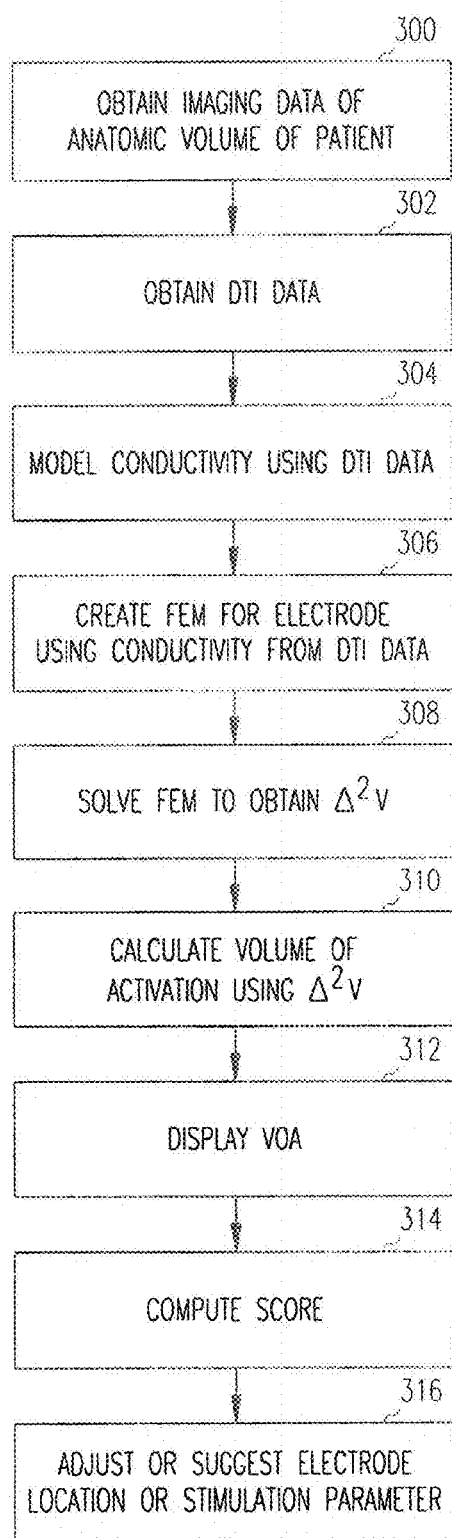 300
OBTAIN IMAGING DATA OF
ANATOMIC VOLUME OF PATIENT
302
OBTAIN DTI DATA
304
MODEL CONDUCTIVITY USING DTI DATA
306
CREATE FEM FOR ELECTRODE
USING CONDUCTIVITY FROM DTI DATA
308
SOLVE FEM TO OBTAIN Δ²V
310
CALCULATE VOLUME OF
ACTIVATION USING Δ²V
312
DISPLAY VOA
314
COMPUTE SCORE
316
ADJUST OR SUGGEST ELECTRODE
LOCATION OR STIMULATION PARAMETER